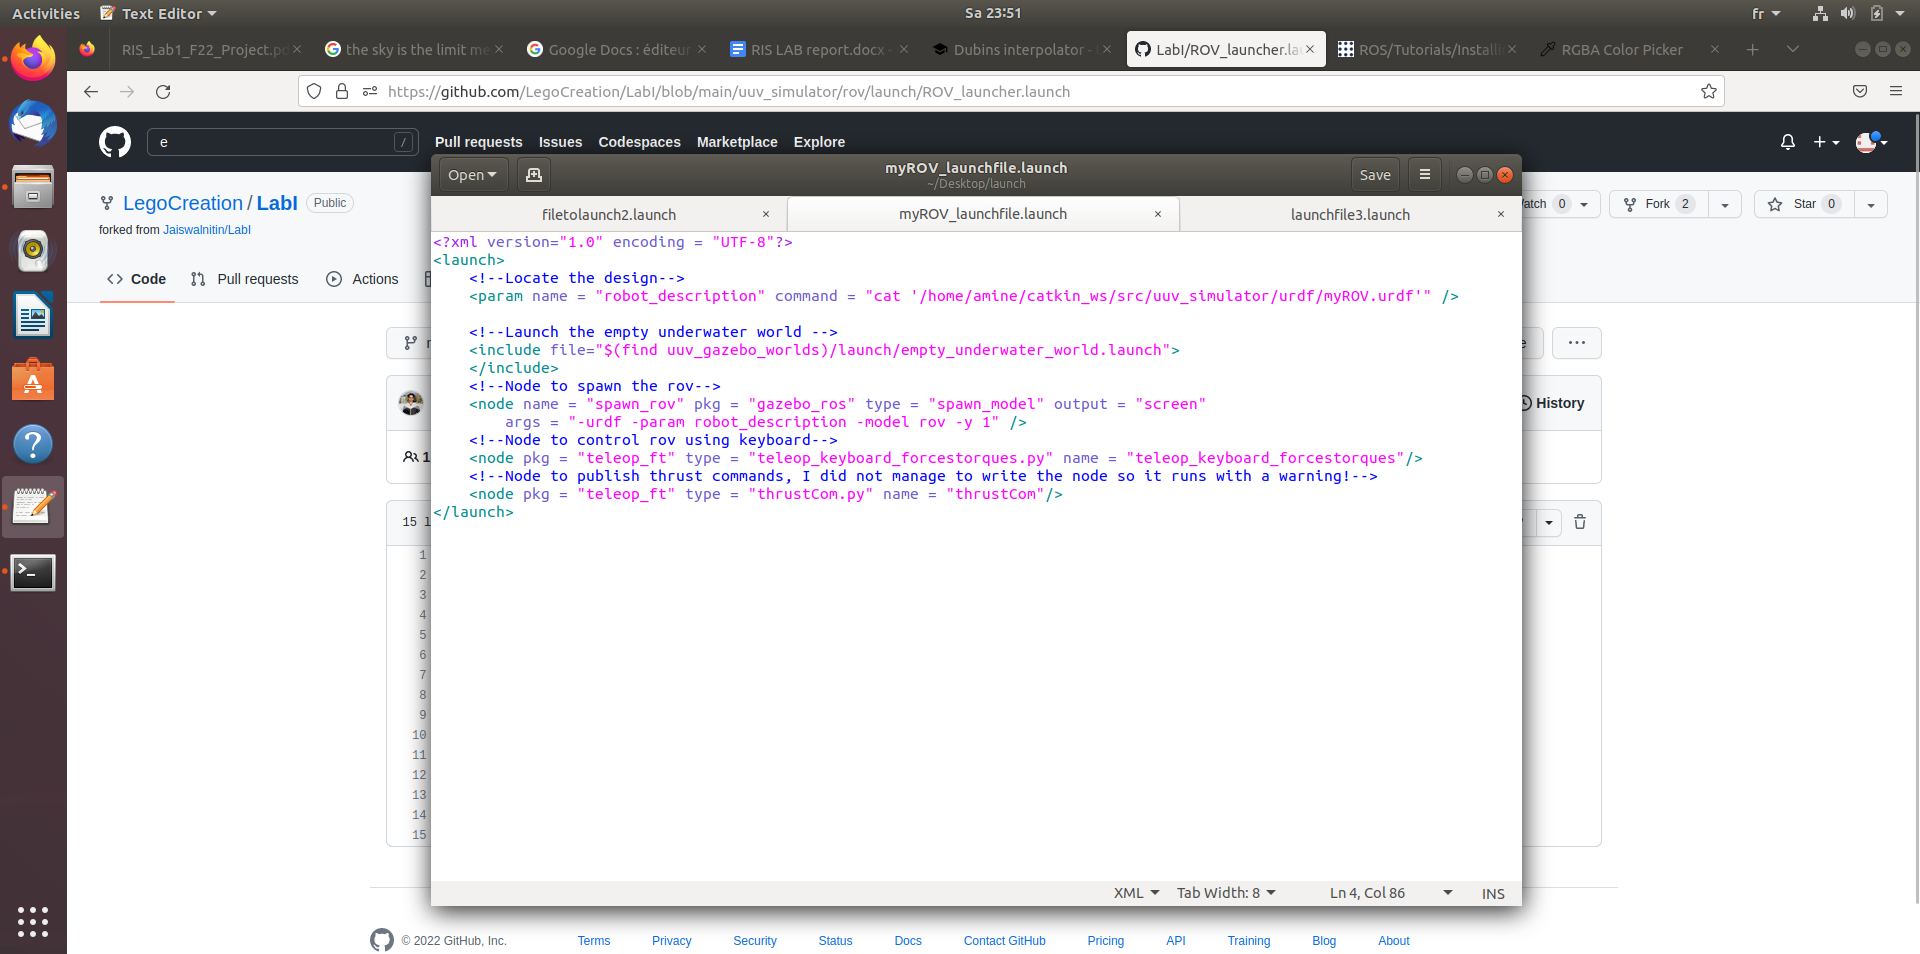 Activities
Text Editor
Sa 23:51
fr
RIS_Lab1_F22_Project.pd
the sky is the limit me
Google Docs : éditeur
RIS LAB report.docx -
Dubins interpolator -
LabI/ROV_launcher.la
ROS/Tutorials/Installi
RGBA Color Picker
https://github.com/LegoCreation/LabI/blob/main/uuv_simulator/rov/launch/ROV_launcher.launch
e
/
Pull requests
Issues
Codespaces
Marketplace
Explore
LegoCreation / LabI
Public
forked from Jaiswalnitin/LabI
atch 0
Fork 2
Star 0
Code
Pull requests
Actions
History
Open
myROV_launchfile.launch
~/Desktop/launch
Save
filetolaunch2.launch
myROV_launchfile.launch
launchfile3.launch
<?xml version="1.0" encoding = "UTF-8"?>
<launch>
<!--Locate the design-->
<param name = "robot_description" command = "cat '/home/amine/catkin_ws/src/uuv_simulator/urdf/myROV.urdf'" />
<!--Launch the empty underwater world -->
<include file="$(find uuv_gazebo_worlds)/launch/empty_underwater_world.launch">
</include>
<!--Node to spawn the rov-->
<node name = "spawn_rov" pkg = "gazebo_ros" type = "spawn_model" output = "screen"
args = "-urdf -param robot_description -model rov -y 1" />
<!--Node to control rov using keyboard-->
<node pkg = "teleop_ft" type = "teleop_keyboard_forcestorques.py" name = "teleop_keyboard_forcestorques"/>
<!--Node to publish thrust commands, I did not manage to write the node so it runs with a warning!-->
<node pkg = "teleop_ft" type = "thrustCom.py" name = "thrustCom"/>
</launch>
15 l
1
2
3
4
5
6
7
8
9
10
11
12
13
14
15
XML
Tab Width: 8
Ln 4, Col 86
INS
© 2022 GitHub, Inc.
Terms
Privacy
Security
Status
Docs
Contact GitHub
Pricing
API
Training
Blog
About